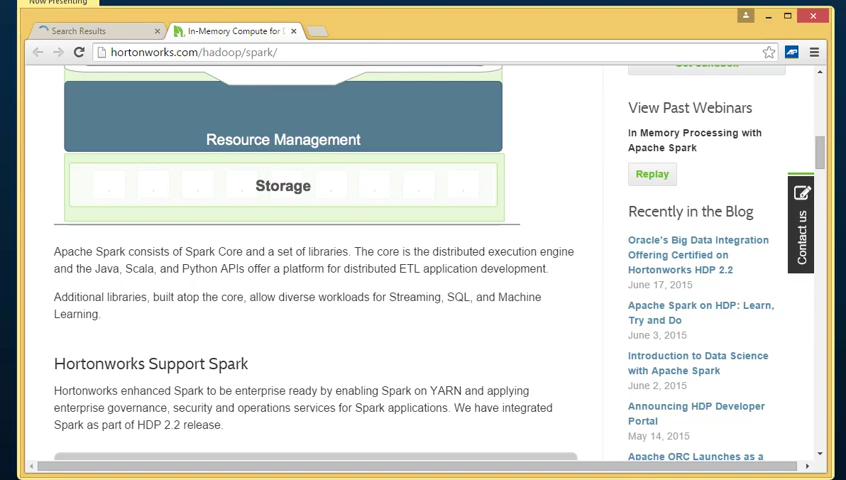 Now Presenting
Search Results
In-Memory Compute for
hortonworks.com/hadoop/spark/
Resource Management
Storage
Apache Spark consists of Spark Core and a set of libraries. The core is the distributed execution engine
and the Java, Scala, and Python APIs offer a platform for distributed ETL application development.
Additional libraries, built atop the core, allow diverse workloads for Streaming, SQL, and Machine
Learning.
Hortonworks Support Spark
Hortonworks enhanced Spark to be enterprise ready by enabling Spark on YARN and applying
enterprise governance, security and operations services for Spark applications. We have integrated
Spark as part of HDP 2.2 release.
View Past Webinars
In Memory Processing with
Apache Spark
Replay
Recently in the Blog
Oracle's Big Data Integration
Offering Certified on
Hortonworks HDP 2.2
June 17, 2015
Apache Spark on HDP: Learn,
Try and Do
June 3, 2015
Introduction to Data Science
with Apache Spark
June 2, 2015
Announcing HDP Developer
Portal
May 14, 2015
Apache ORC Launches as a
Contact us